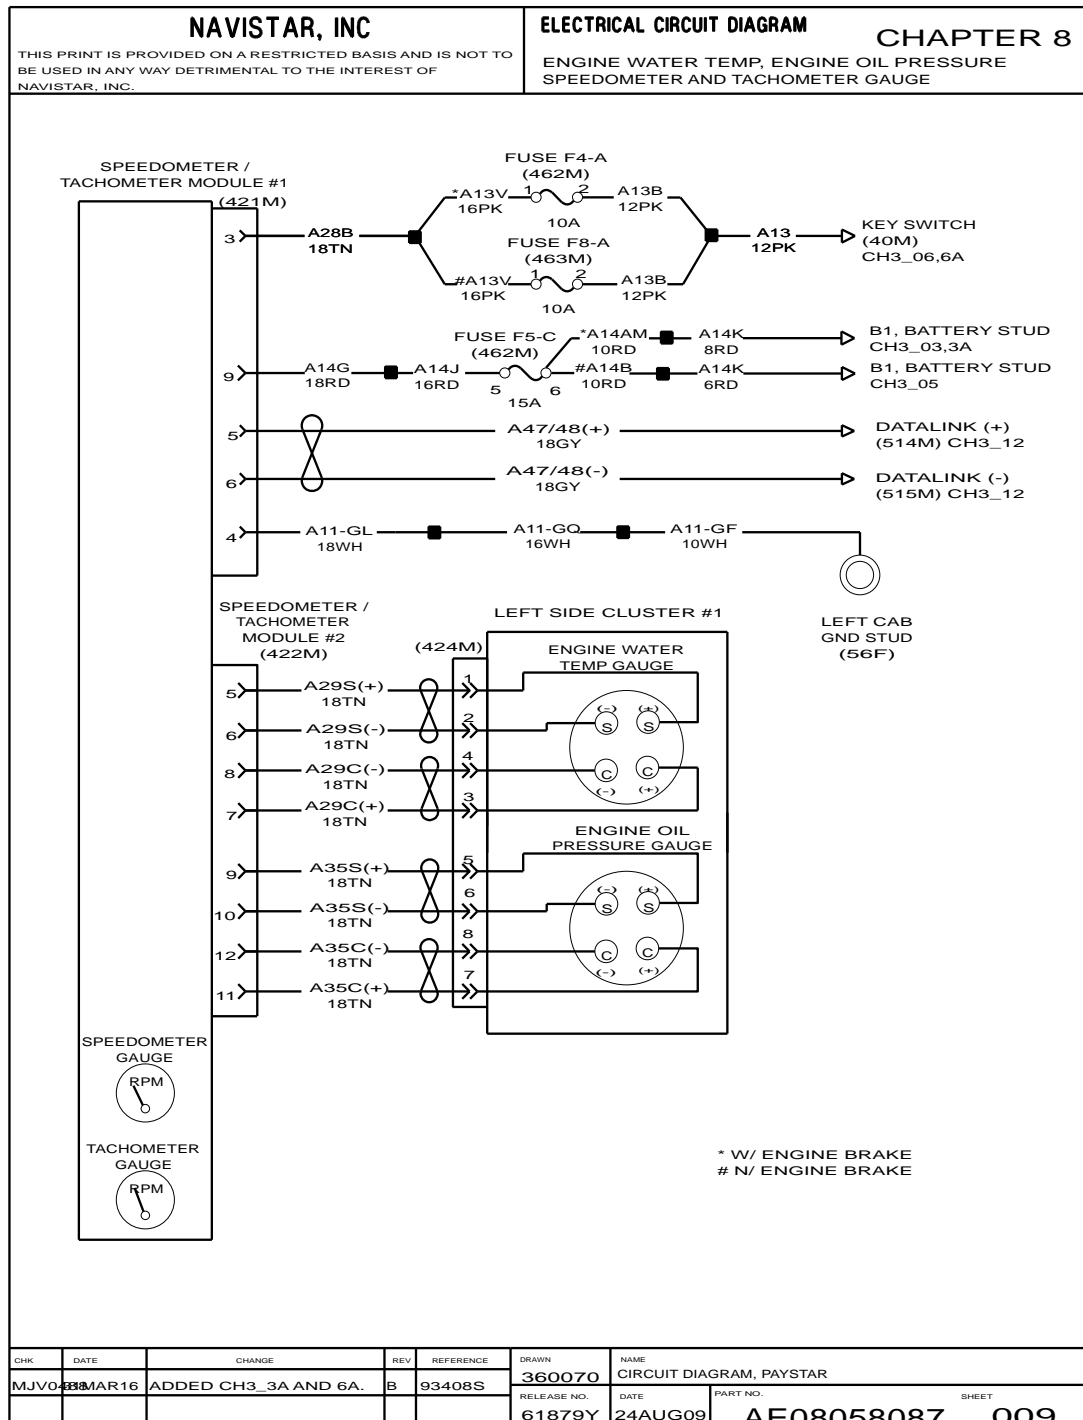 NAVISTAR, INC
THIS PRINT IS PROVIDED ON A RESTRICTED BASIS AND IS NOT TO
BE USED IN ANY WAY DETRIMENTAL TO THE INTEREST OF
NAVISTAR, INC.
ELECTRICAL CIRCUIT DIAGRAM
CHAPTER 8
ENGINE WATER TEMP, ENGINE OIL PRESSURE
SPEEDOMETER AND TACHOMETER GAUGE
SPEEDOMETER /
TACHOMETER MODULE #1
(421M)
3
A28B
18TN
FUSE F4-A
(462M)
*A13V
16PK
1
2
10A
A13B
12PK
FUSE F8-A
(463M)
#A13V
16PK
1
2
10A
A13B
12PK
A13
12PK
KEY SWITCH
(40M)
CH3_06,6A
9
A14G
18RD
A14J
16RD
FUSE F5-C
(462M)
5
6
15A
*A14AM
10RD
A14K
8RD
B1, BATTERY STUD
CH3_03,3A
#A14B
10RD
A14K
6RD
B1, BATTERY STUD
CH3_05
5
A47/48(+)
18GY
DATALINK (+)
(514M) CH3_12
6
A47/48(-)
18GY
DATALINK (-)
(515M) CH3_12
4
A11-GL
18WH
A11-GO
16WH
A11-GF
10WH
LEFT CAB
GND STUD
(56F)
SPEEDOMETER /
TACHOMETER
MODULE #2
(422M)
(424M)
LEFT SIDE CLUSTER #1
ENGINE WATER
TEMP GAUGE
5
A29S(+)
18TN
1
6
A29S(-)
18TN
2
8
A29C(-)
18TN
4
7
A29C(+)
18TN
3
(-) (+)
S S
C C
(-) (+)
ENGINE OIL
PRESSURE GAUGE
9
A35S(+)
18TN
5
10
A35S(-)
18TN
6
12
A35C(-)
18TN
8
11
A35C(+)
18TN
7
(-) (+)
S S
C C
(-) (+)
SPEEDOMETER
GAUGE
RPM
TACHOMETER
GAUGE
RPM
* W/ ENGINE BRAKE
# N/ ENGINE BRAKE
CHK DATE CHANGE REV REFERENCE
MAR16 ADDED CH3_3A AND 6A. B 93408S
DRAWN
360070
NAME
CIRCUIT DIAGRAM, PAYSTAR
RELEASE NO.
61879Y
DATE
24AUG09
PART NO.
AE08058087
SHEET
009